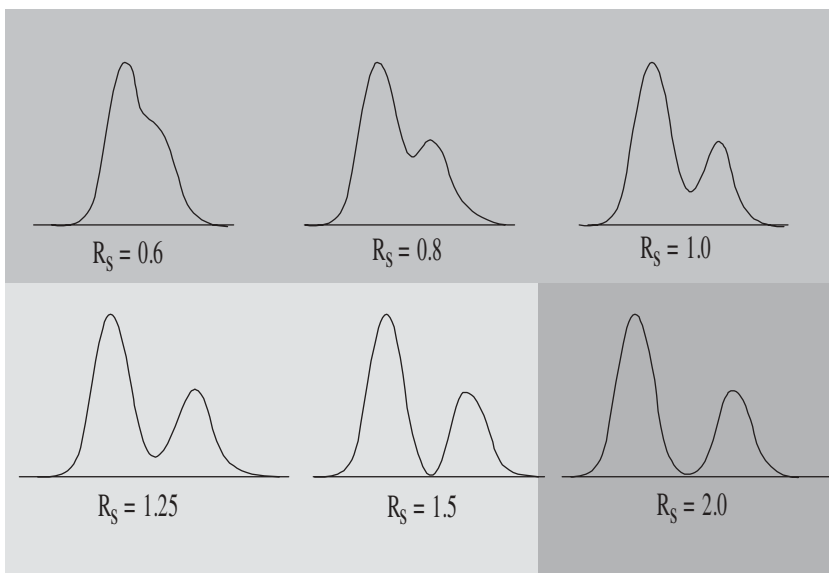 R_S = 0.6
R_S = 0.8
R_S = 1.0
R_S = 1.25
R_S = 1.5
R_S = 2.0